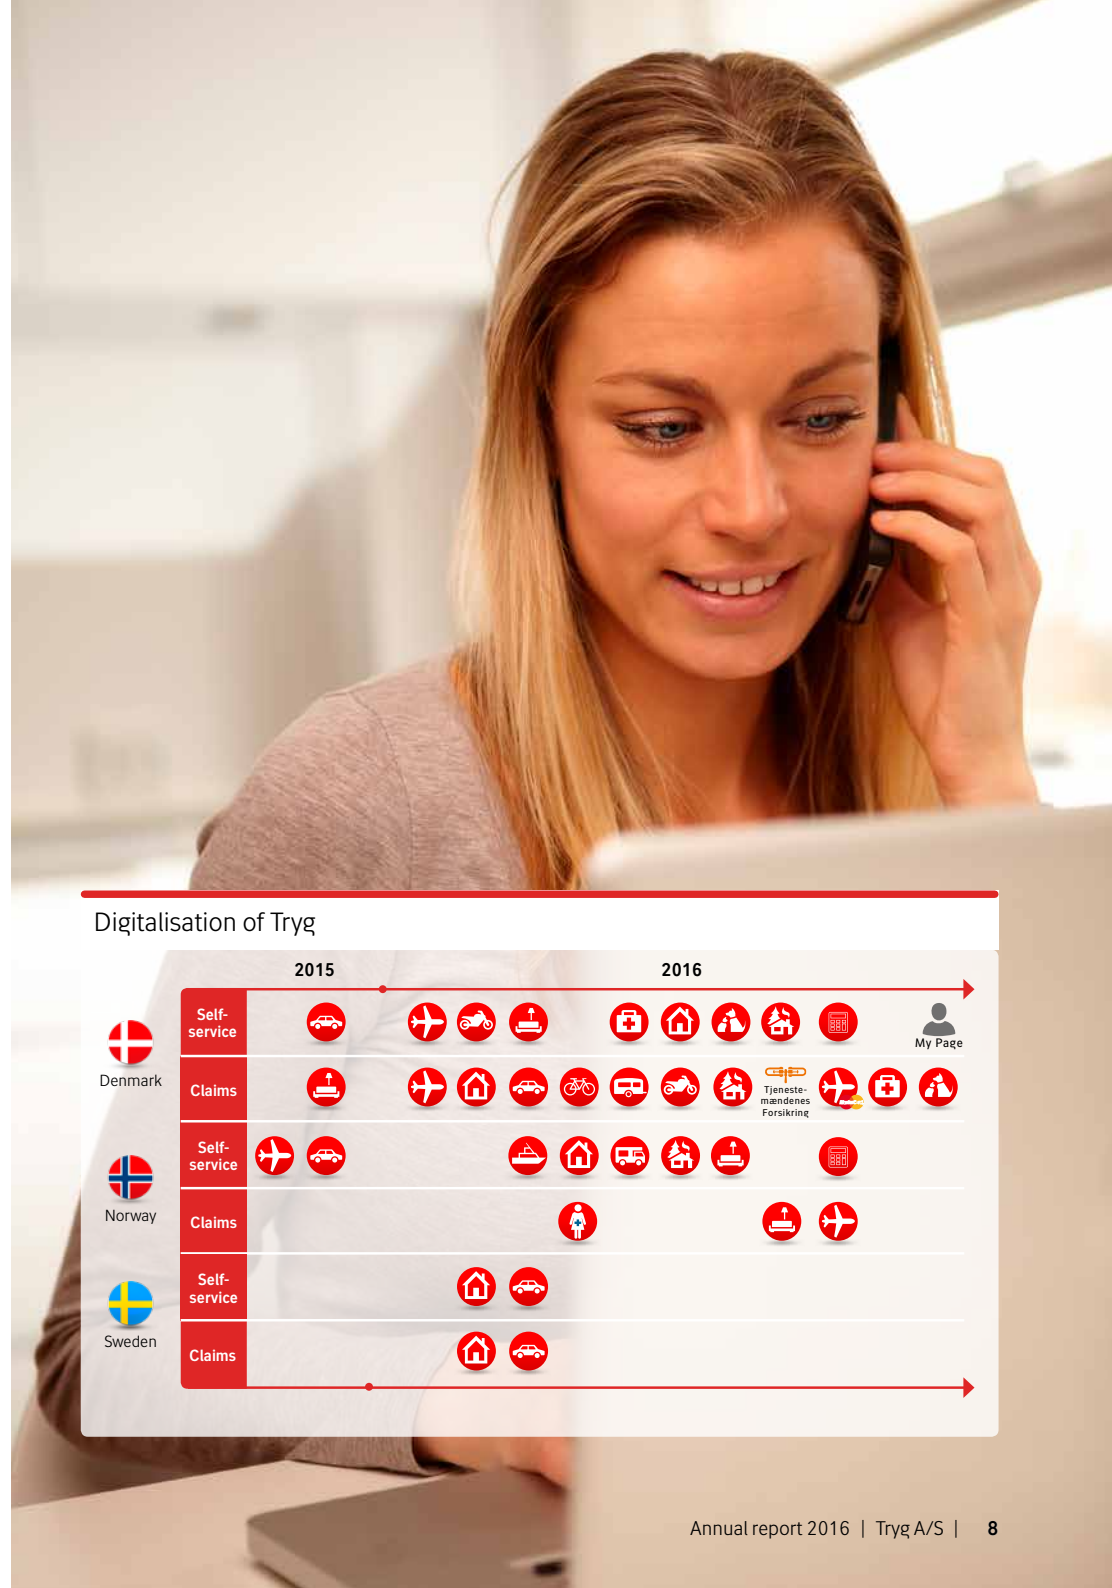 Digitalisation of Tryg
2015
2016
Self-
service
My Page
Denmark
Claims
Tjeneste-
mændenes
Forsikring
Self-
service
Norway
Claims
Self-
service
Sweden
Claims
Annual report 2016 | Tryg A/S | 8